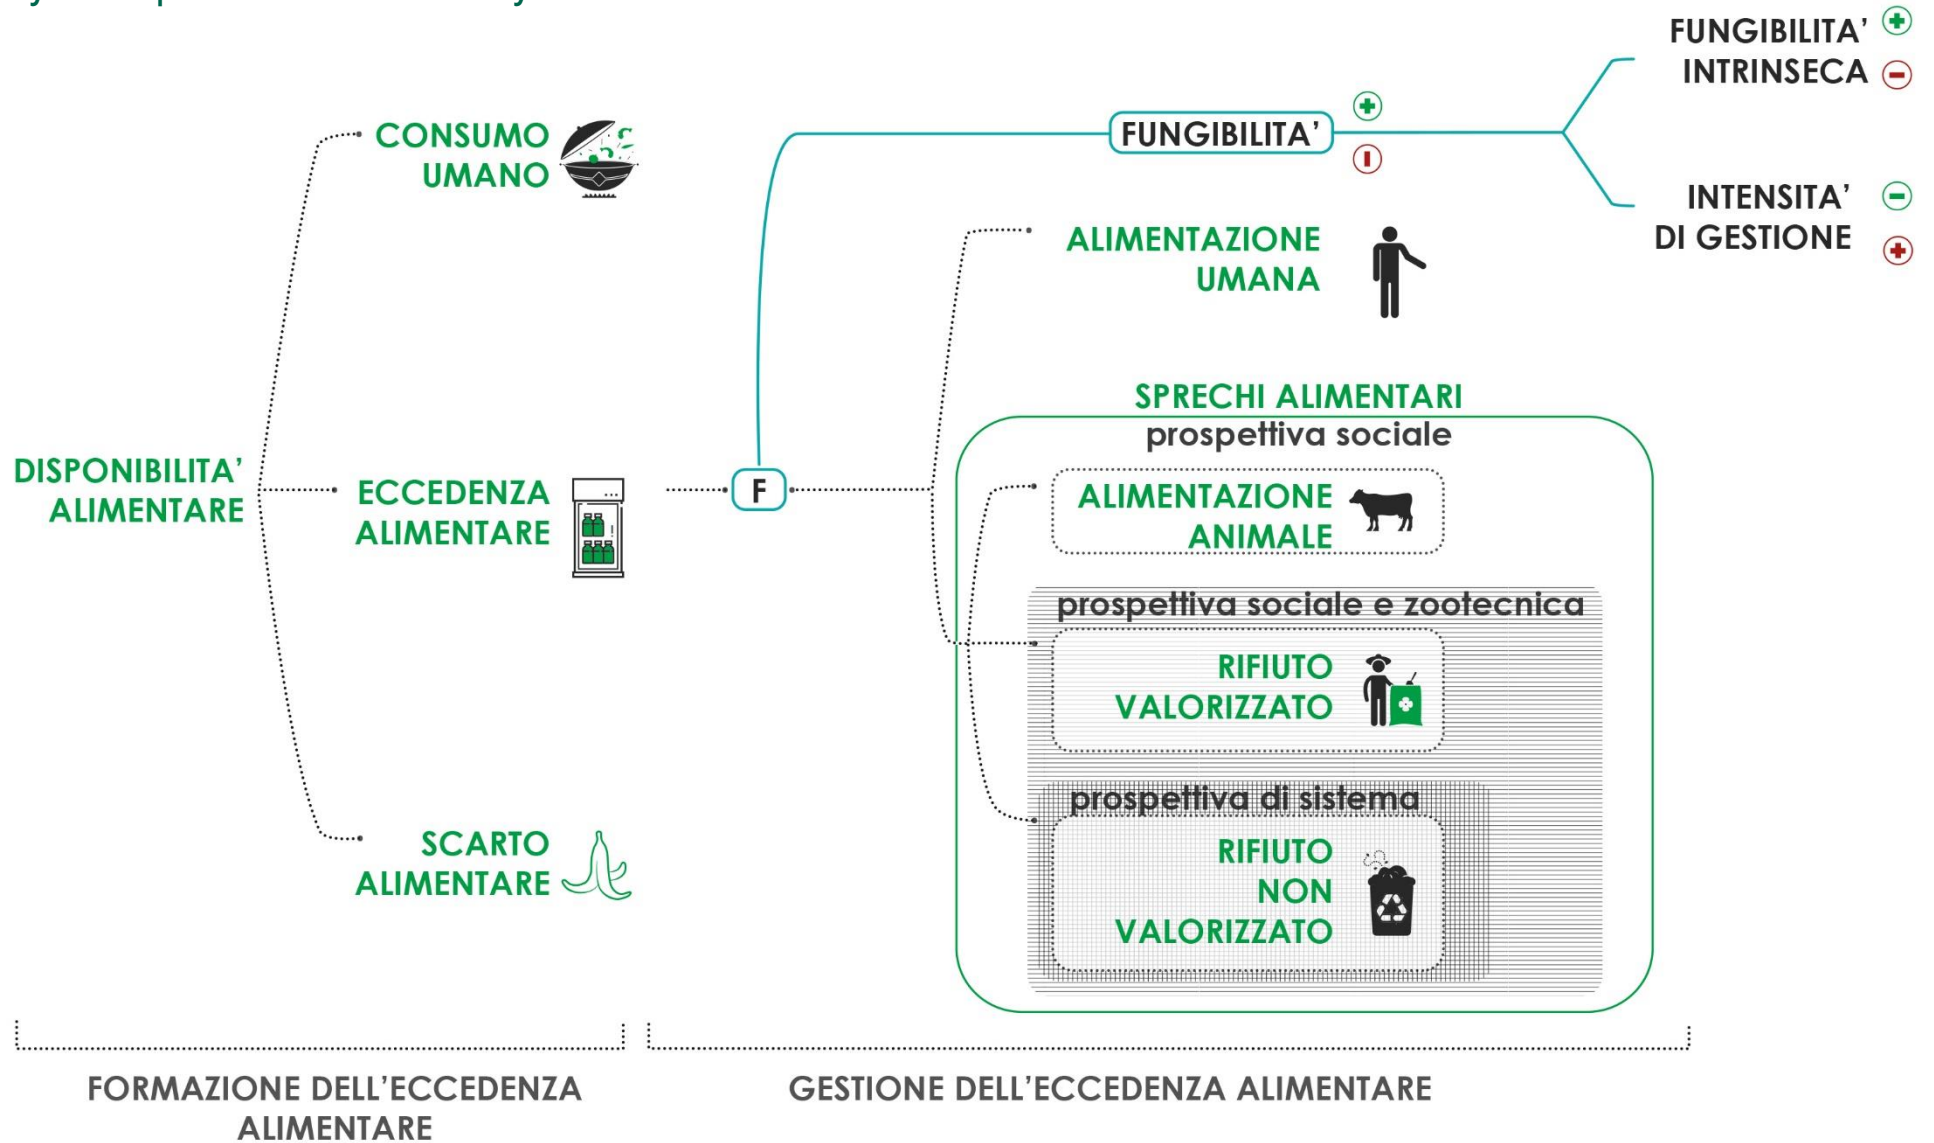 FUNGIBILITA'
INTRINSECA
CONSUMO
UMANO
FUNGIBILITA'
INTENSITA'
DI GESTIONE
ALIMENTAZIONE
UMANA
SPRECHI ALIMENTARI
prospettiva sociale
DISPONIBILITA'
ALIMENTARE
ECCEDENZA
ALIMENTARE
F
ALIMENTAZIONE
ANIMALE
prospettiva sociale e zootecnica
RIFIUTO
VALORIZZATO
prospettiva di sistema
SCARTO
ALIMENTARE
RIFIUTO
NON
VALORIZZATO
FORMAZIONE DELL'ECCEDENZA
ALIMENTARE
GESTIONE DELL'ECCEDENZA ALIMENTARE